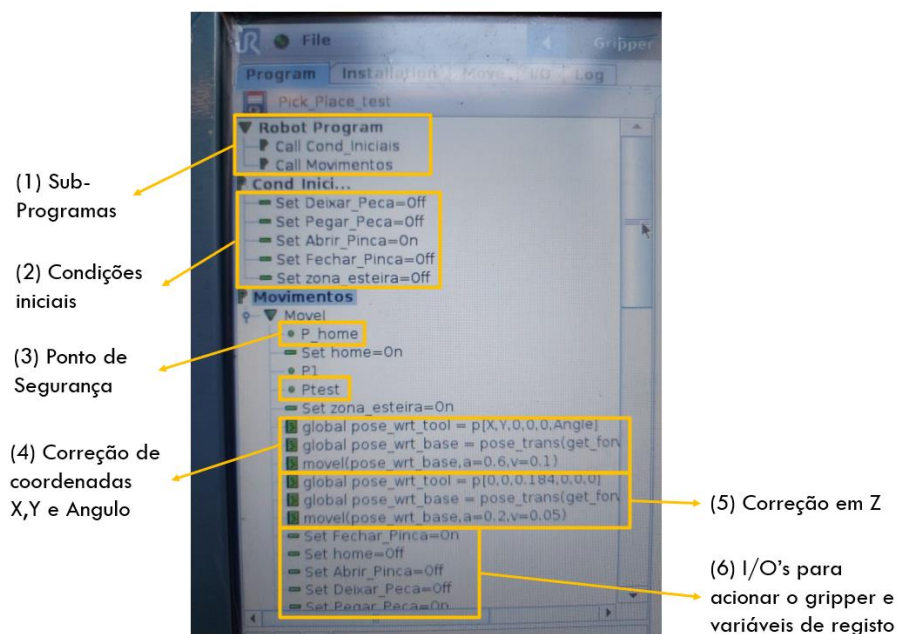 File
Gripper
Program Installation Move I/O Log
Pick_Place_test
Robot Program
Call Cond_Iniciais
Call Movimentos
Cond Inici...
Set Deixar_Peca=Off
Set Pegar_Peca=Off
Set Abrir_Pinca=On
Set Fechar_Pinca=Off
Set zona_esteira=Off
Movimentos
MoveL
P_home
Set home=On
P1
Ptest
Set zona_esteira=On
global pose_wrt_tool = p[X,Y,0,0,0,Angle]
global pose_wrt_base = pose_trans(get_for
movel(pose_wrt_base,a=0.6,v=0.1)
global pose_wrt_tool = p[0,0,0.184,0,0,0]
global pose_wrt_base = pose_trans(get_for
movel(pose_wrt_base,a=0.2,v=0.05)
Set Fechar_Pinca=On
Set home=Off
Set Abrir_Pinca=Off
Set Deixar_Peca=Off
Set Pegar_Peca=On
(1) Sub-
Programas
(2) Condições
iniciais
(3) Ponto de
Segurança
(4) Correção de
coordenadas
X,Y e Angulo
(5) Correção em Z
(6) I/O's para
acionar o gripper e
variáveis de registo